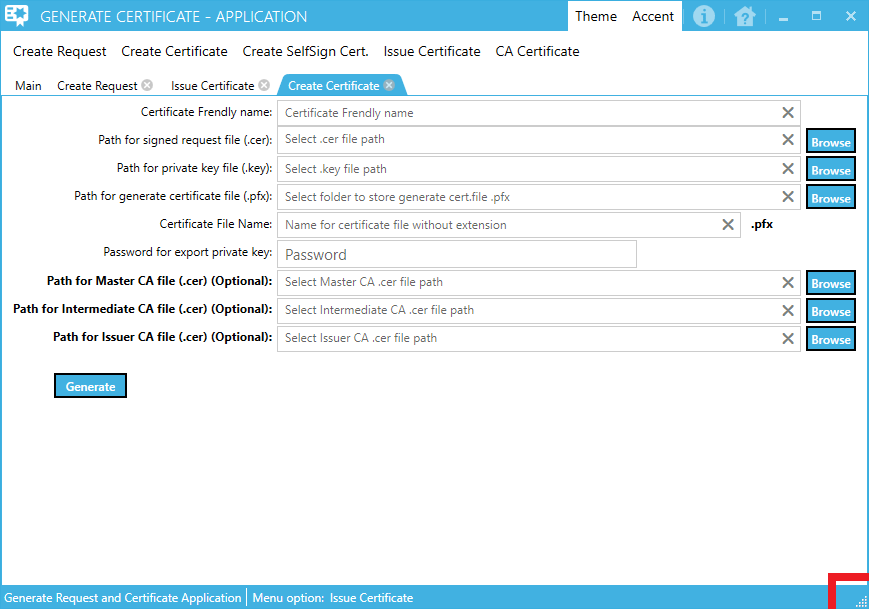 GENERATE CERTIFICATE - APPLICATION Theme Accent
Create Request Create Certificate Create SelfSign Cert. Issue Certificate CA Certificate
Main Create Request Issue Certificate Create Certificate
Certificate Frendly name: Certificate Frendly name
Path for signed request file (.cer): Select .cer file path Browse
Path for private key file (.key): Select .key file path Browse
Path for generate certificate file (.pfx): Select folder to store generate cert.file .pfx Browse
Certificate File Name: Name for certificate file without extension .pfx
Password for export private key: Password
Path for Master CA file (.cer) (Optional): Select Master CA .cer file path Browse
Path for Intermediate CA file (.cer) (Optional): Select Intermediate CA .cer file path Browse
Path for Issuer CA file (.cer) (Optional): Select Issuer CA .cer file path Browse
Generate
Generate Request and Certificate Application Menu option: Issue Certificate